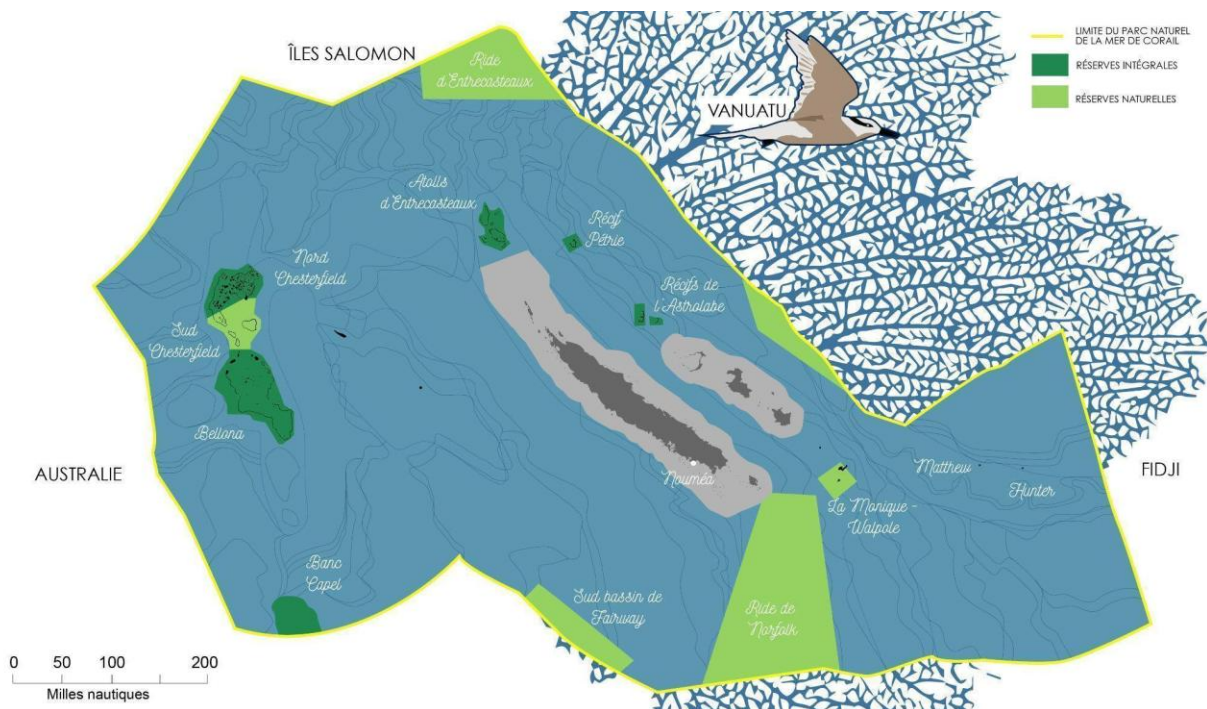 ÎLES SALOMON
Ride
d'Entrecasteaux
LIMITE DU PARC NATUREL
DE LA MER DE CORAIL
RÉSERVES INTÉGRALES
RÉSERVES NATURELLES
VANUATU
Atolls
d'Entrecasteaux
Récif
Pétrie
Nord
Chesterfield
Récifs de
l'Astrolabe
Sud
Chesterfield
Bellona
AUSTRALIE
Nouméa
Matthew
Hunter
FIDJI
La Monique -
Walpole
Banc
Capel
Sud bassin de
Fairway
Ride de
Norfolk
0 50 100 200
Milles nautiques